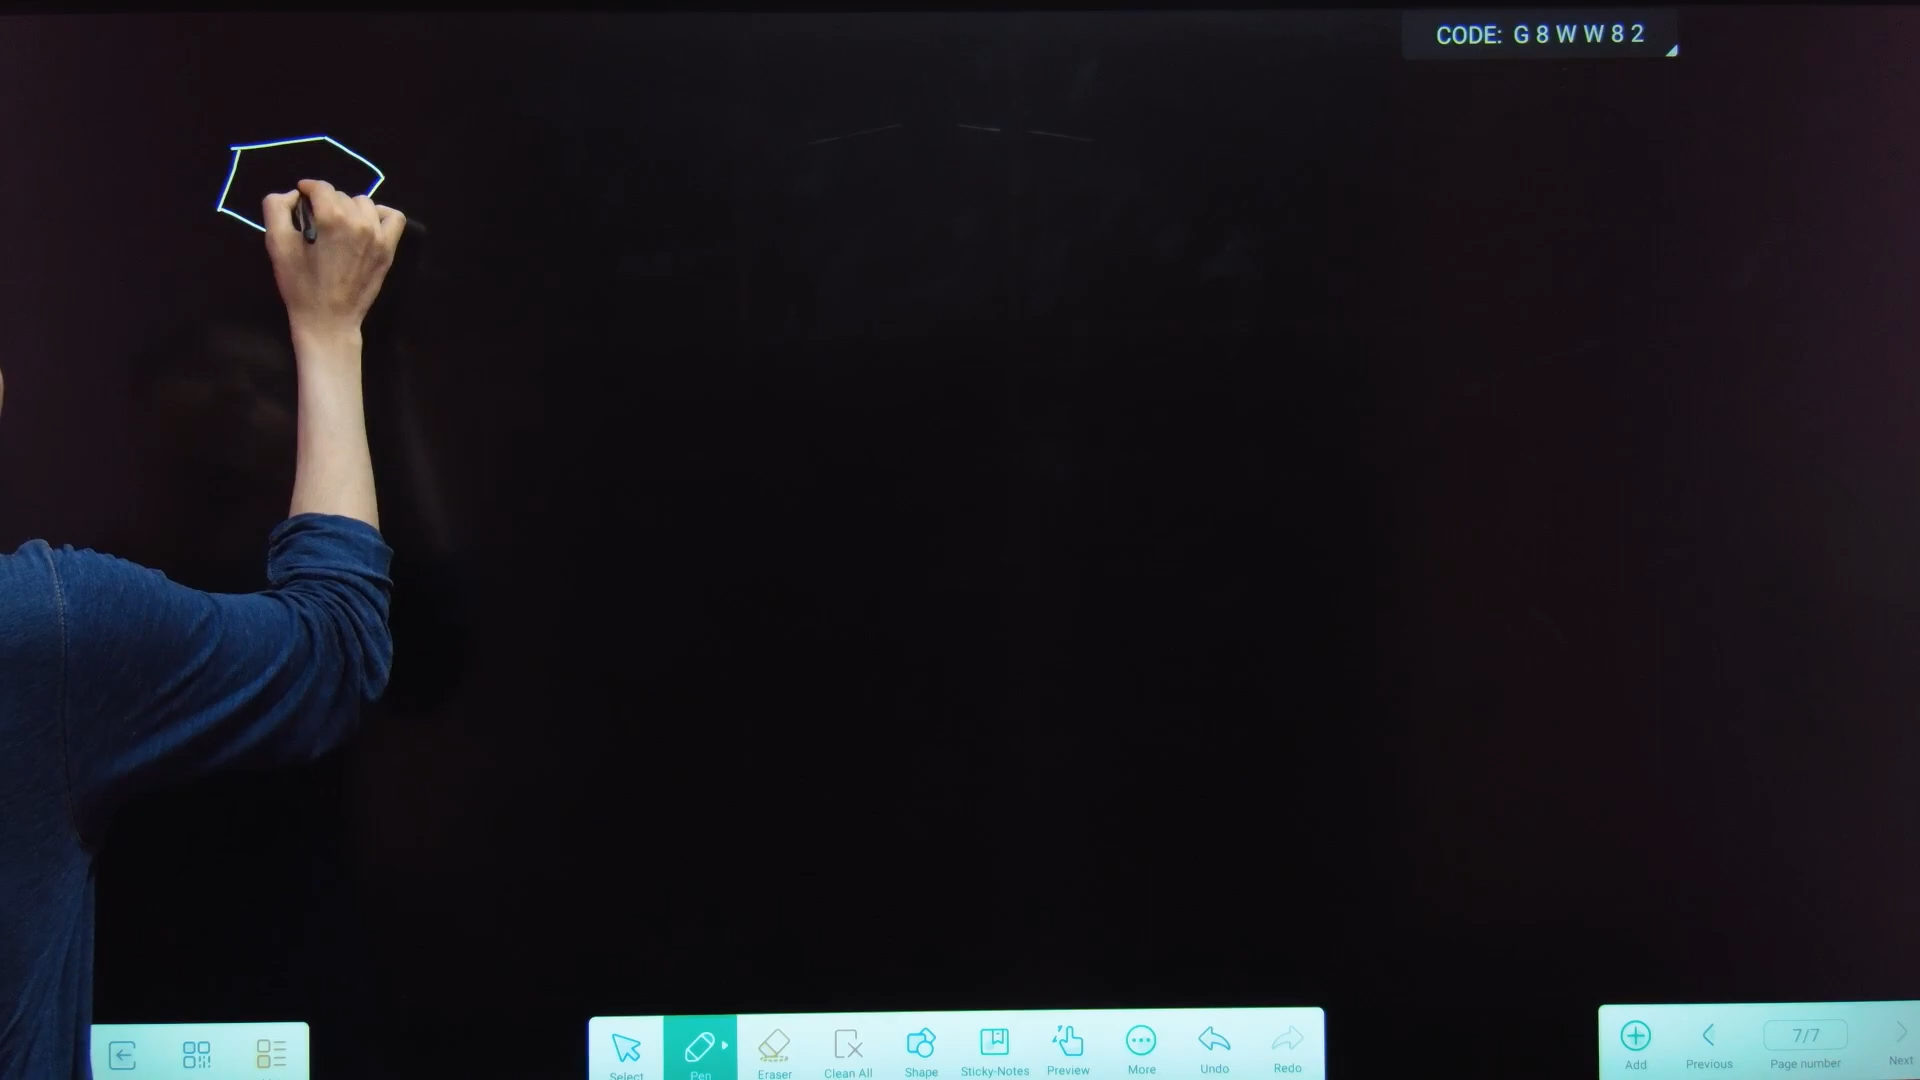 CODE: G 8 W W 8 2
Select
Pen
Eraser
Clean All
Shape
Sticky-Notes
Preview
More
Undo
Redo
Add
Previous
7/7
Page number
Next